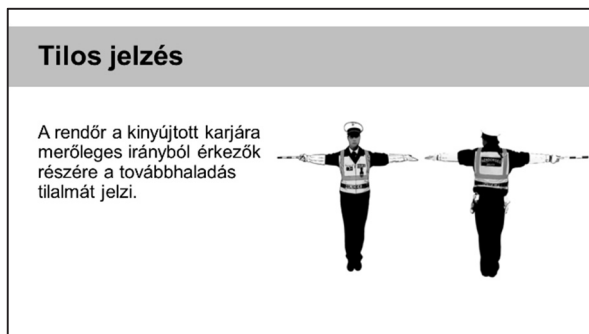 Tilos jelzés
A rendőr a kinyújtott karjára
merőleges irányból érkezők
részére a továbbhaladás
tilalmát jelzi.